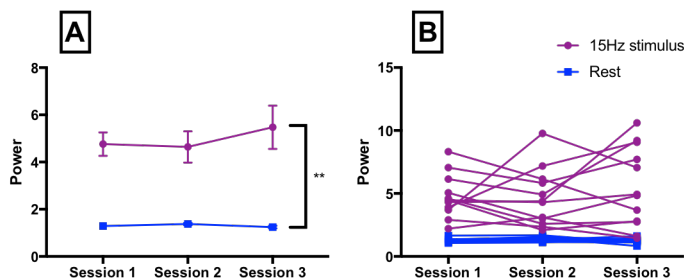 A
B
15Hz stimulus
Rest
8
6
4
2
0
Power
**
Session 1
Session 2
Session 3
15
10
5
0
Power
Session 1
Session 2
Session 3